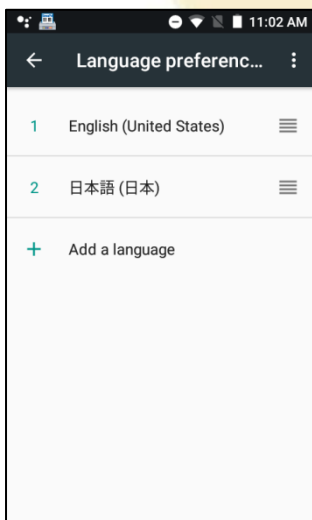 11:02 AM
Language preferenc...
1 English (United States)
2 日本語 (日本)
Add a language